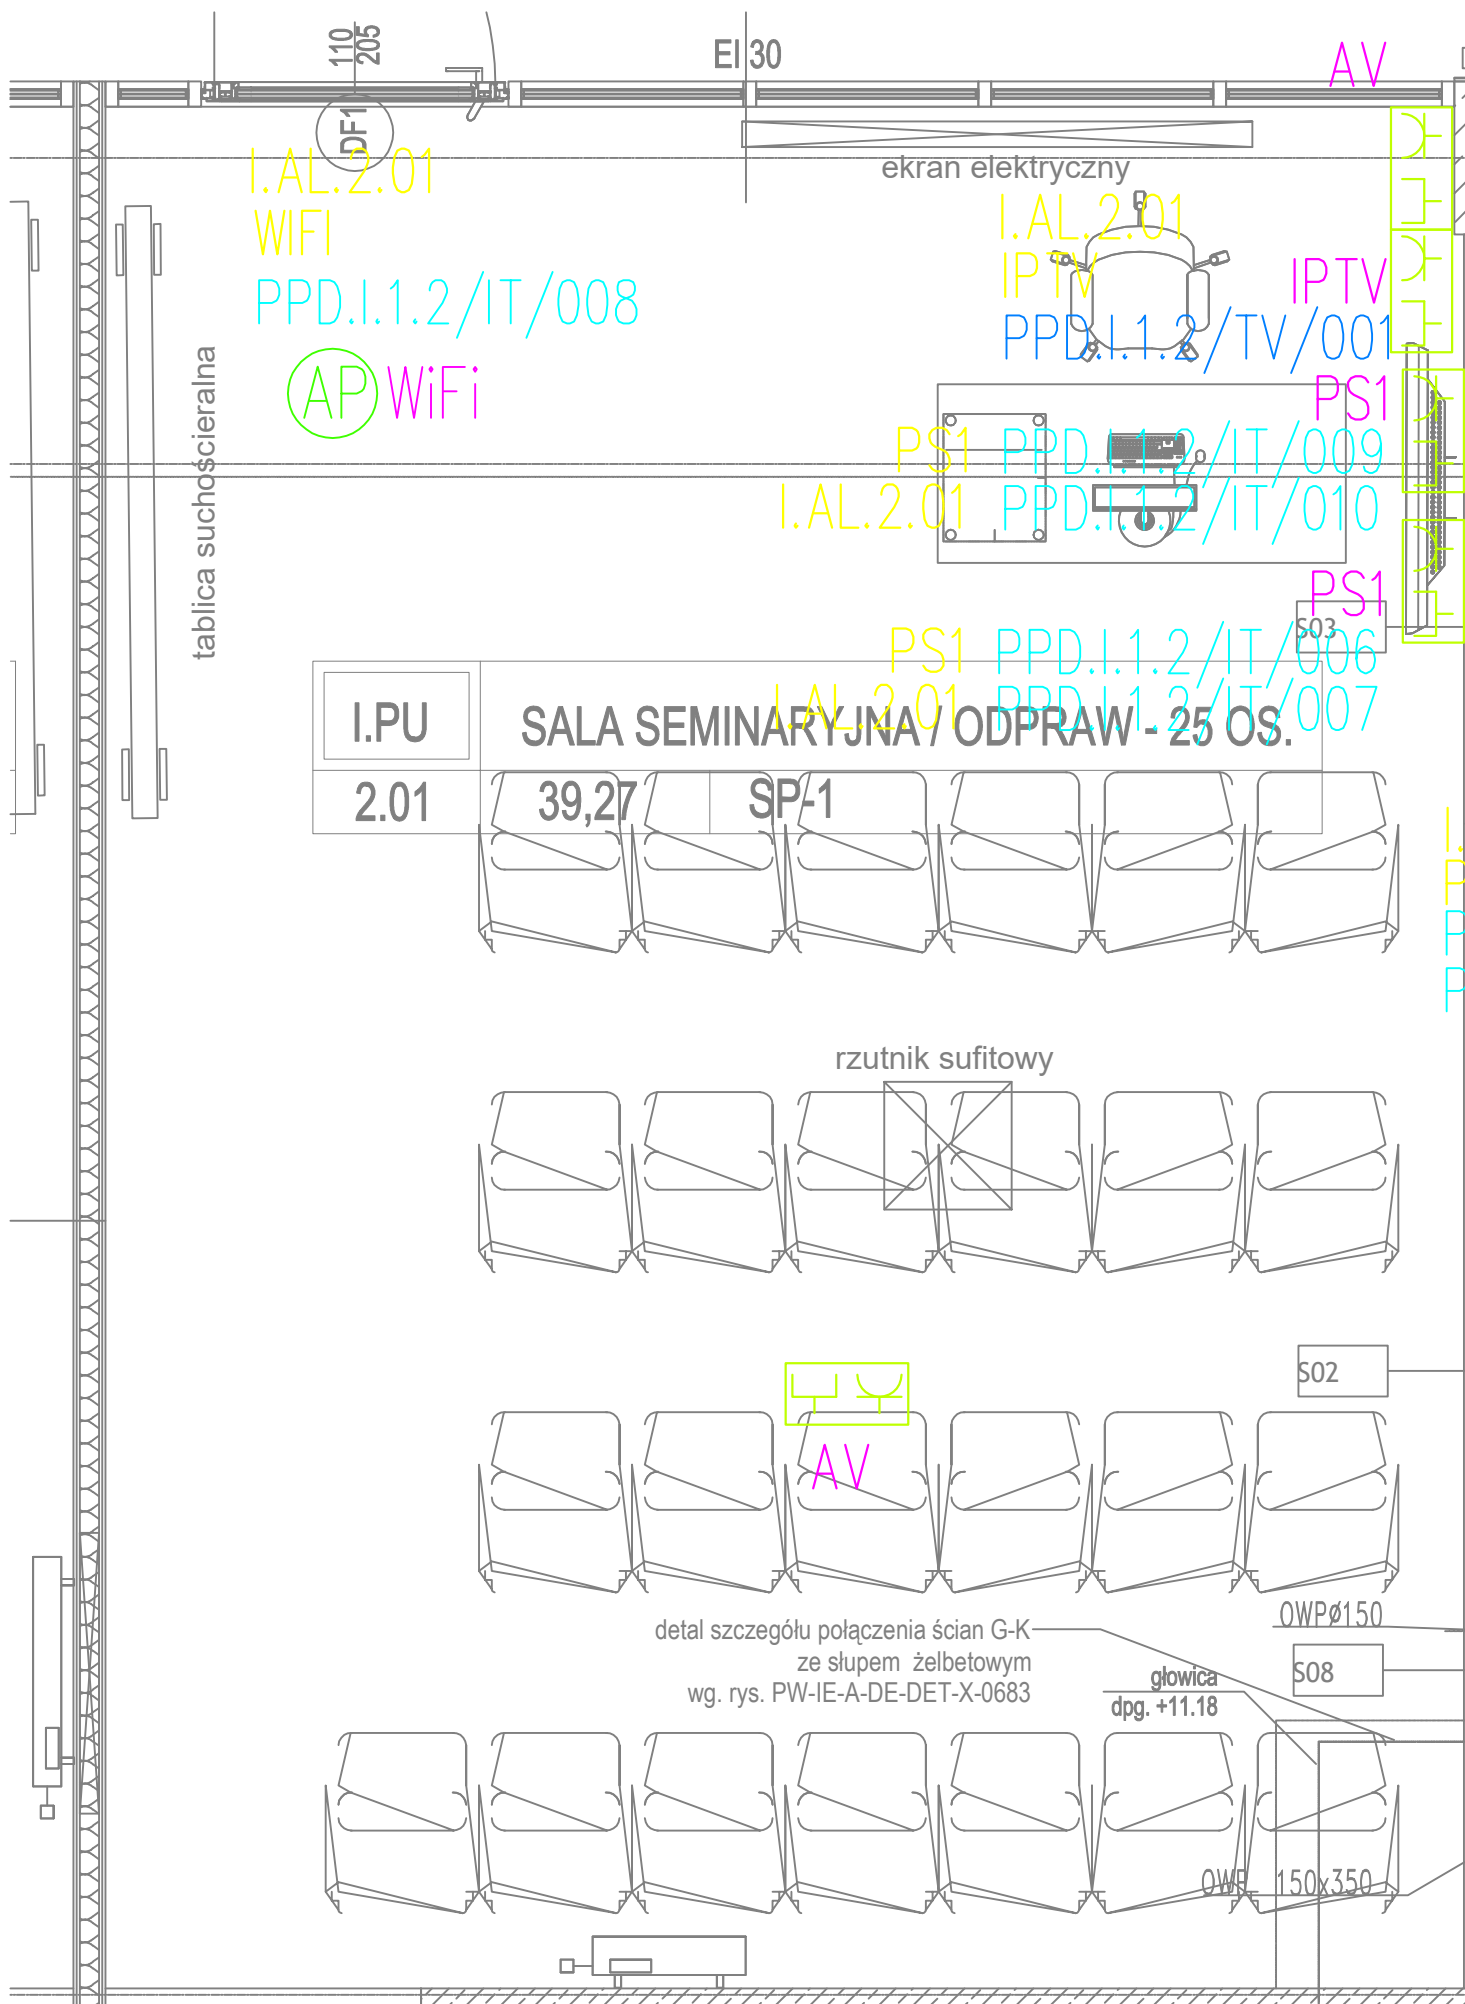 110
205
EI 30
AV
DF1
ekran elektryczny
I.AL.2.01
WIFI
PPD.I.1.2/IT/008
AP WiFi
I.AL.2.01
IPTV
IPTV
PPD.I.1.2/TV/001
PS1
PS1 PPD.I.1.2/IT/009
I.AL.2.01 PPD.I.1.2/IT/010
tablica suchościeralna
PS1
S03
PS1 PPD.I.1.2/IT/006
I.AL.2.01 PPD.I.1.2/IT/007
I.PU SALA SEMINARYJNA / ODPRAW - 25 OS.
2.01 39,27 SP-1
I.
P
P
P
rzutnik sufitowy
S02
AV
OWPØ150
detal szczegółu połączenia ścian G-K
ze słupem żelbetowym
wg. rys. PW-IE-A-DE-DET-X-0683
S08
głowica
dpg. +11.18
OWP 150x350